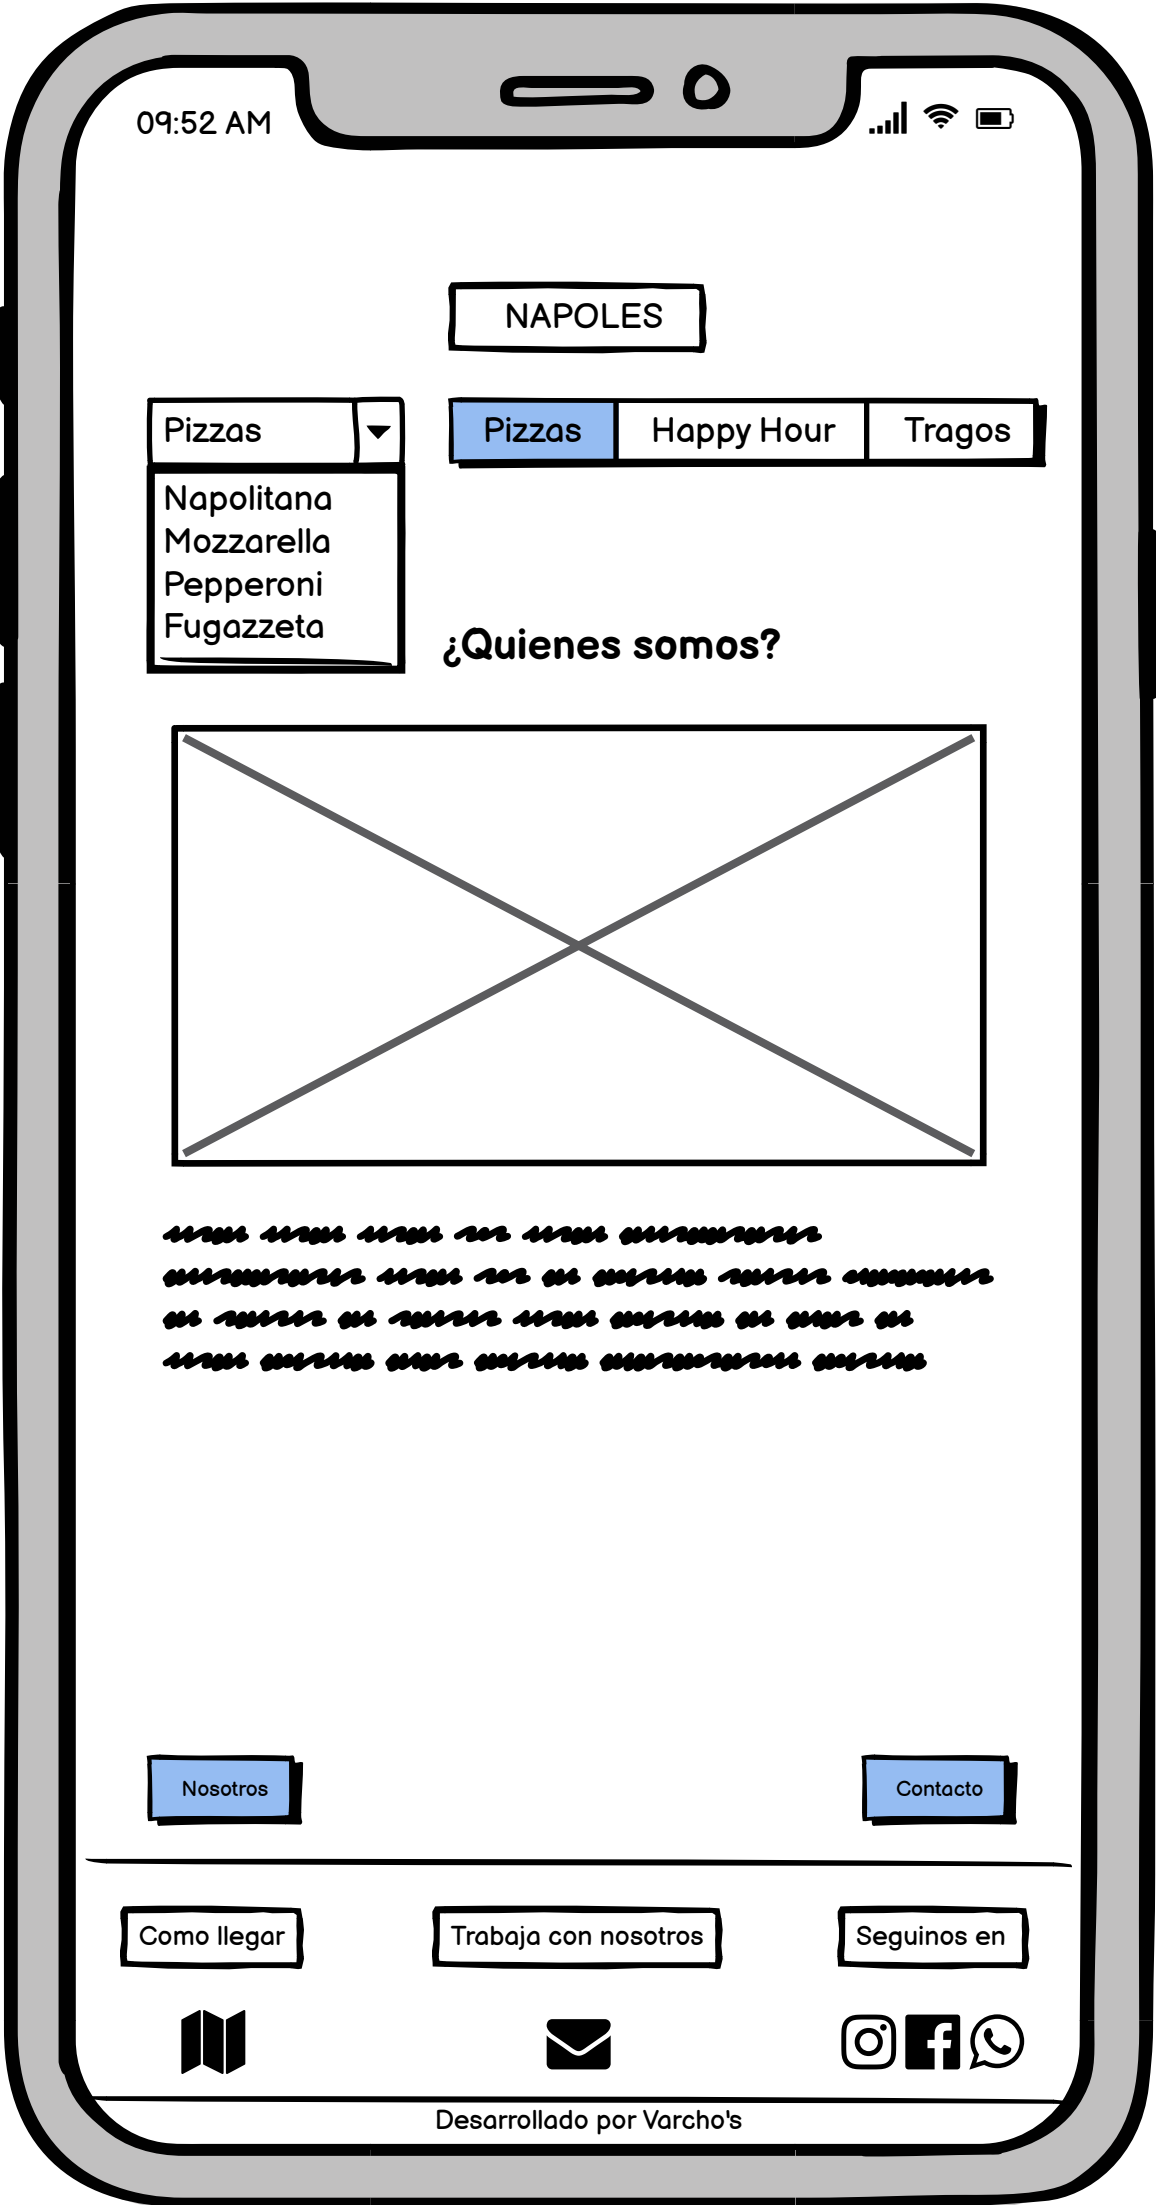 09:52 AM
NAPOLES
Pizzas
Pizzas Happy Hour Tragos
Napolitana
Mozzarella
Pepperoni
Fugazzeta
¿Quienes somos?
Nosotros Contacto
Como llegar Trabaja con nosotros Seguinos en
Desarrollado por Varcho's